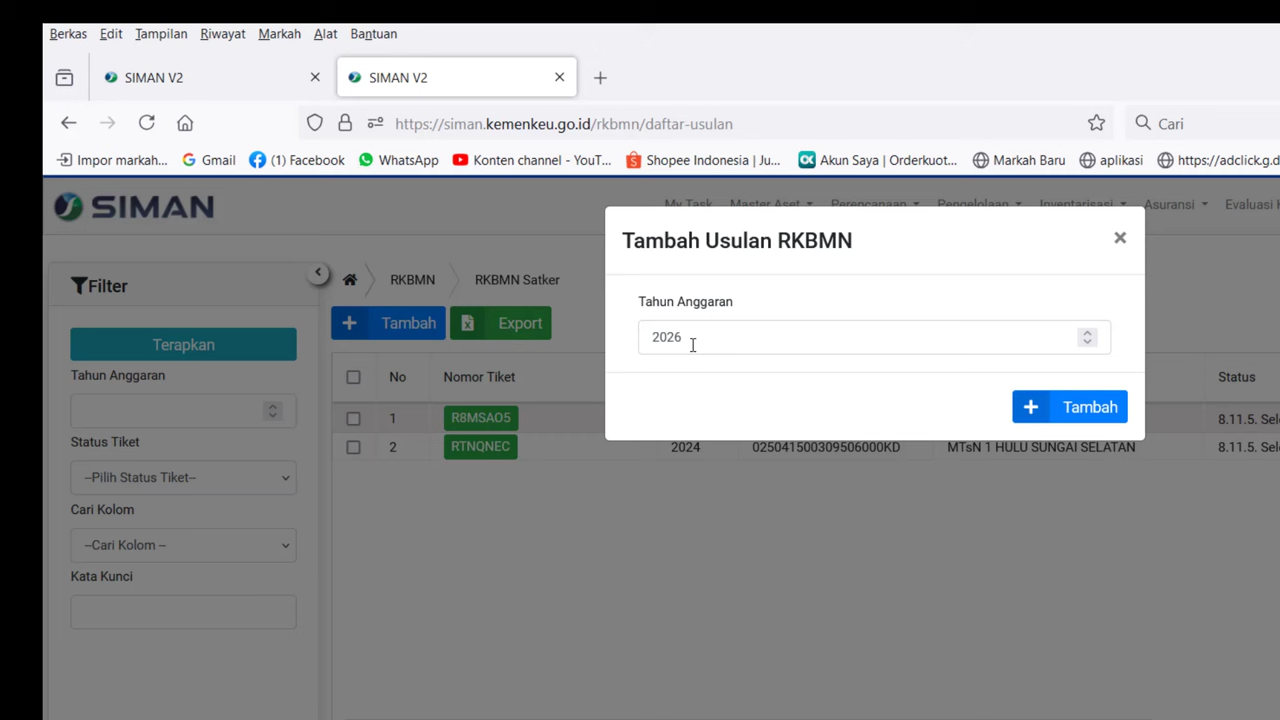 Berkas Edit Tampilan Riwayat Markah Alat Bantuan
SIMAN V2 SIMAN V2
https://siman.kemenkeu.go.id/rkbmn/daftar-usulan Cari
Impor markah... Gmail (1) Facebook WhatsApp Konten channel - YouT... Shopee Indonesia | Ju... Akun Saya | Orderkuot... Markah Baru aplikasi https://adclick.g.d
SIMAN My Task Master Aset Perencanaan Pengelolaan Inventarisasi Asuransi Evaluasi
Tambah Usulan RKBMN
Filter RKBMN RKBMN Satker
Tahun Anggaran
Tambah Export
2026
Terapkan
Tahun Anggaran No Nomor Tiket Status
Tambah
1 R8MSAO5 8.11.5. Sel
Status Tiket
2 RTNQNEC 2024 025041500309506000KD MTsN 1 HULU SUNGAI SELATAN 8.11.5. Sel
--Pilih Status Tiket--
Cari Kolom
--Cari Kolom --
Kata Kunci